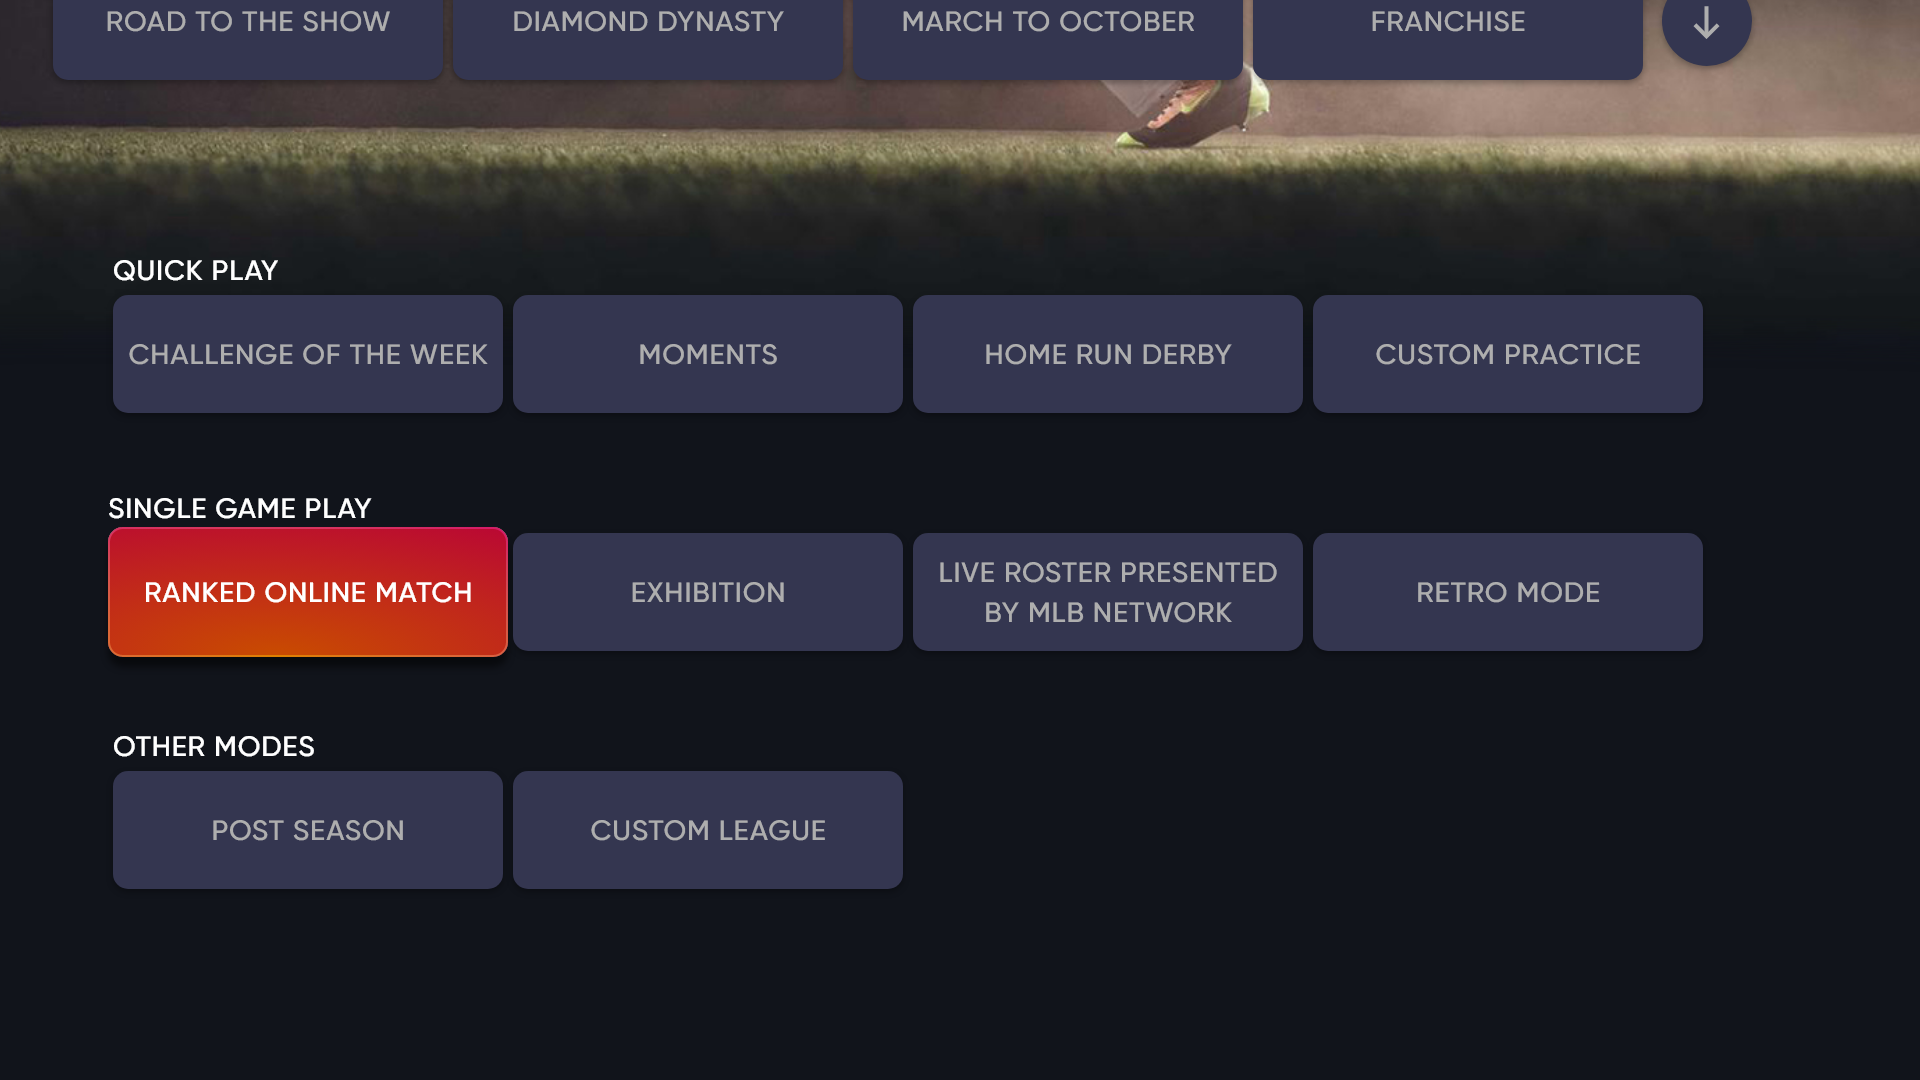 ROAD TO THE SHOW
DIAMOND DYNASTY
MARCH TO OCTOBER
FRANCHISE
QUICK PLAY
CHALLENGE OF THE WEEK
MOMENTS
HOME RUN DERBY
CUSTOM PRACTICE
SINGLE GAME PLAY
RANKED ONLINE MATCH
EXHIBITION
LIVE ROSTER PRESENTED
BY MLB NETWORK
RETRO MODE
OTHER MODES
POST SEASON
CUSTOM LEAGUE